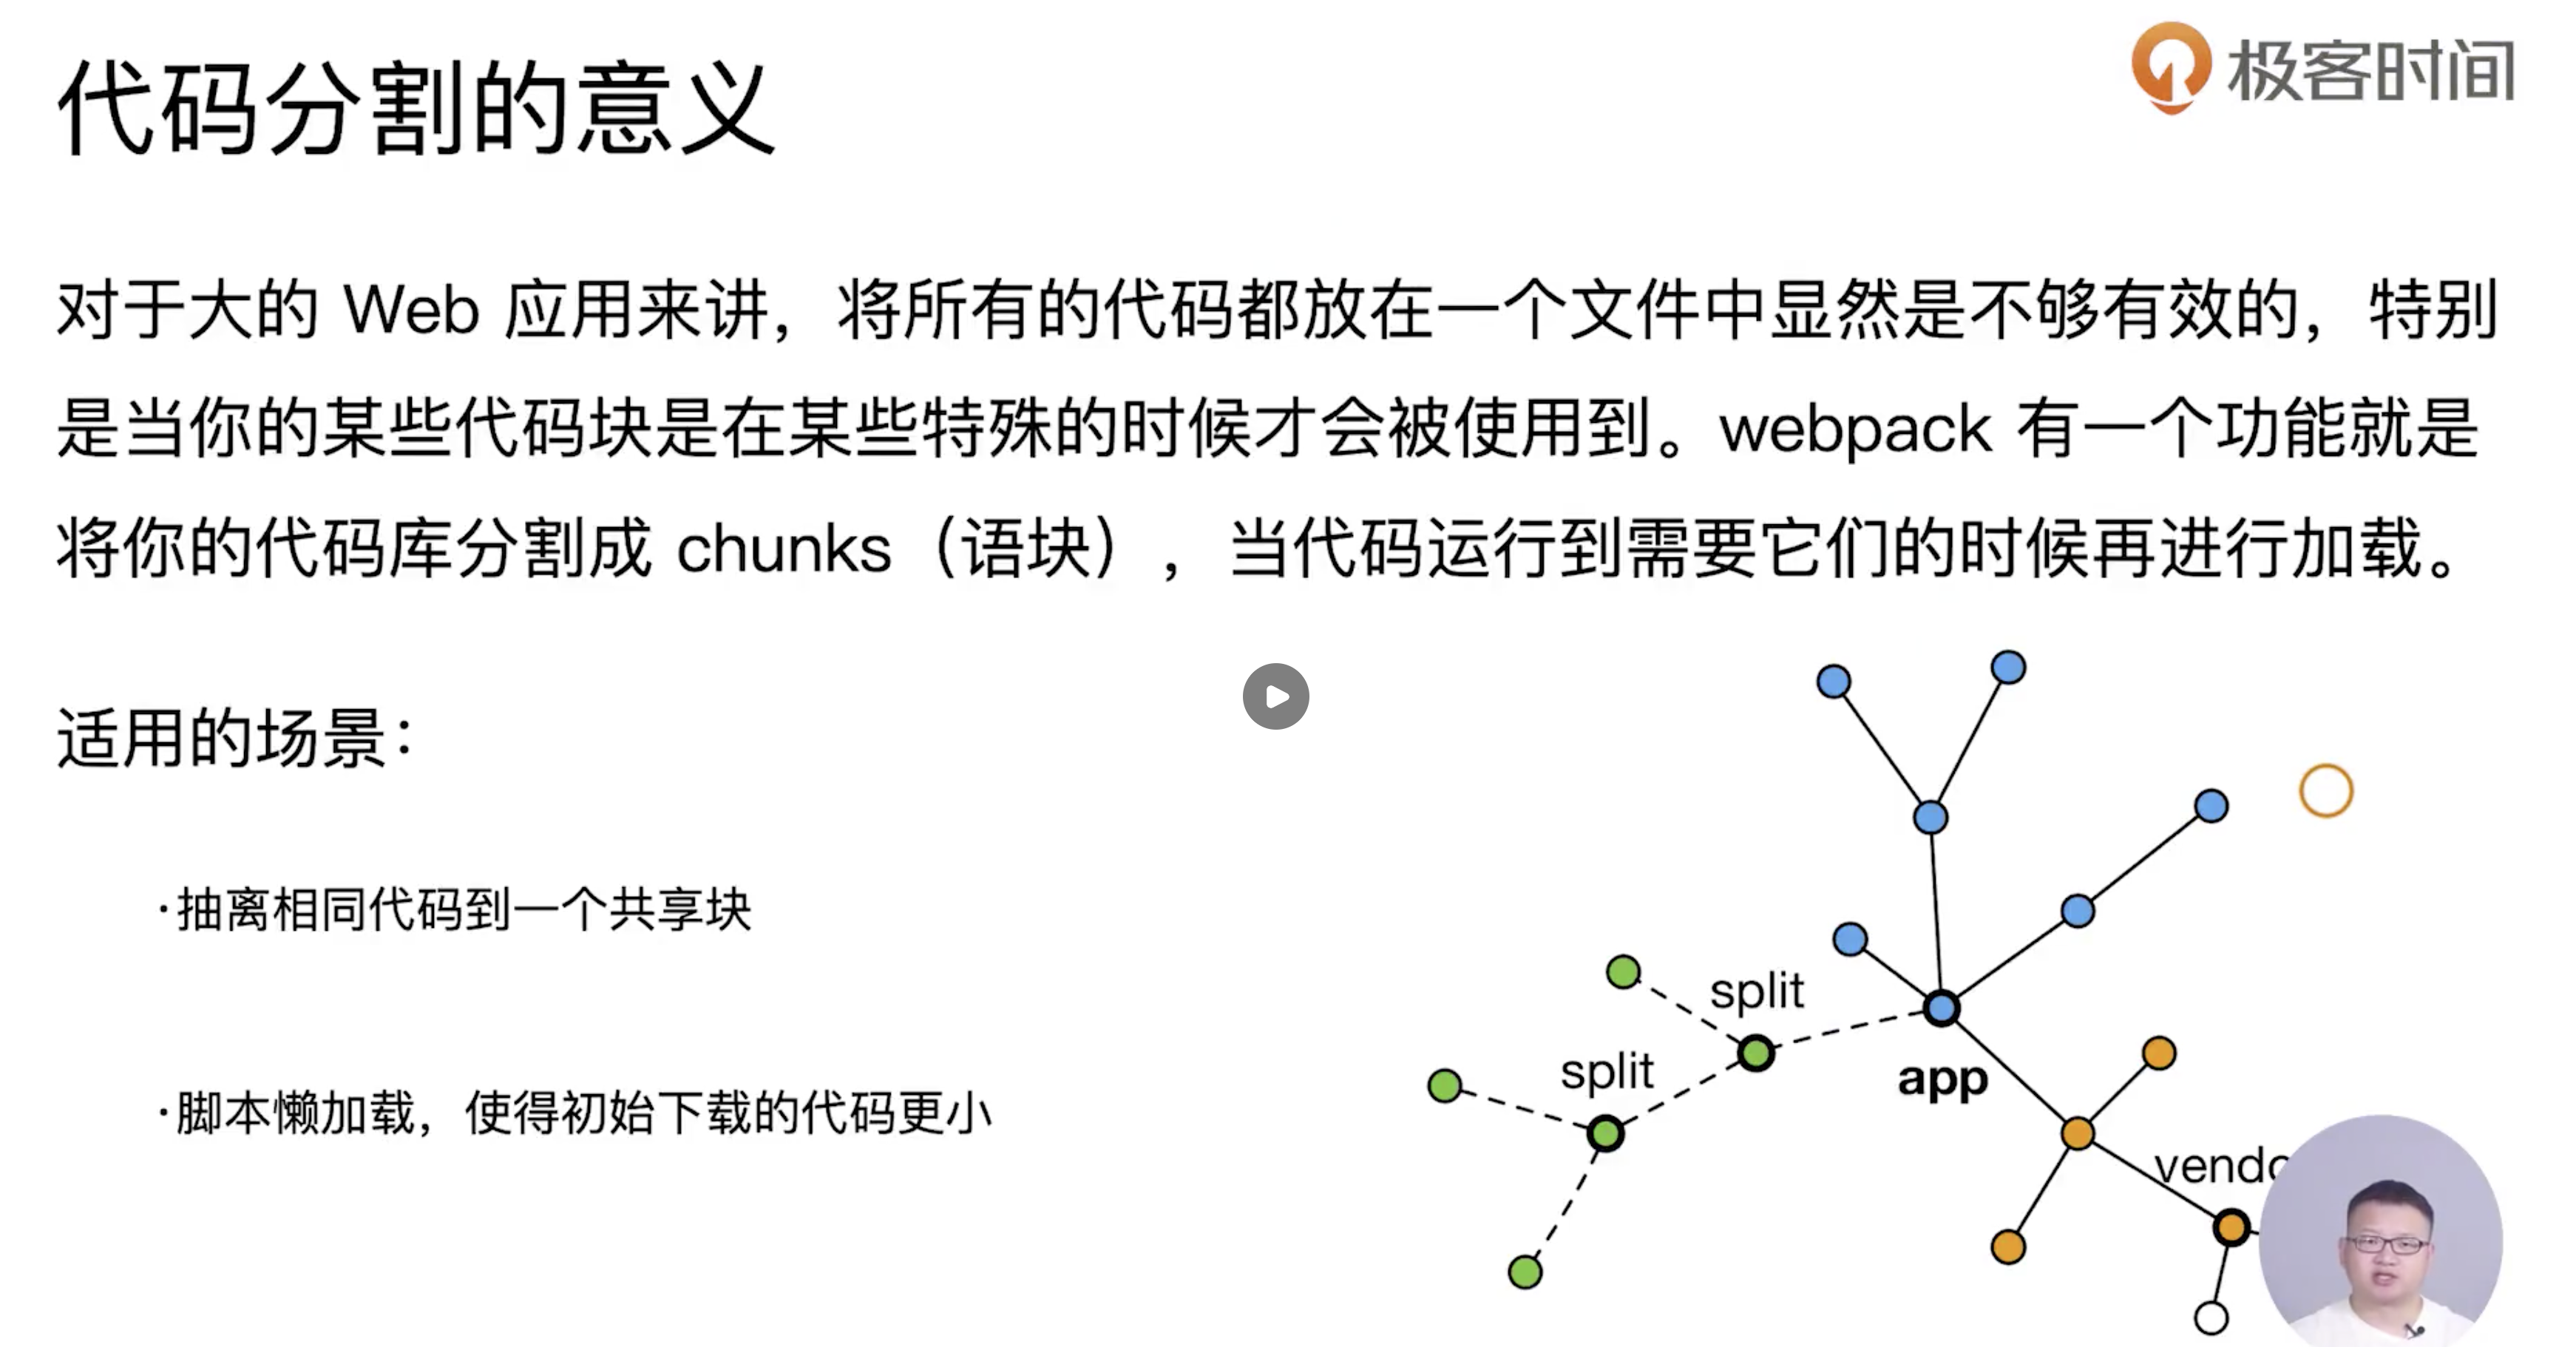 代码分割的意义
极客时间
对于大的 Web 应用来讲，将所有的代码都放在一个文件中显然是不够有效的，特别
是当你的某些代码块是在某些特殊的时候才会被使用到。webpack 有一个功能就是
将你的代码库分割成 chunks（语块），当代码运行到需要它们的时候再进行加载。
适用的场景：
·抽离相同代码到一个共享块
·脚本懒加载，使得初始下载的代码更小
split
split
app